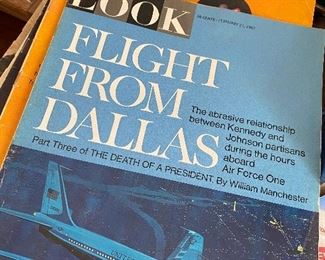 LOOK
FLIGHT
FROM
DALLAS
The abrasive relationship
between Kennedy and
Johnson partisans
during the hours
aboard
Air Force One
Part Three of THE DEATH OF A PRESIDENT. By William Manchester
UNITED